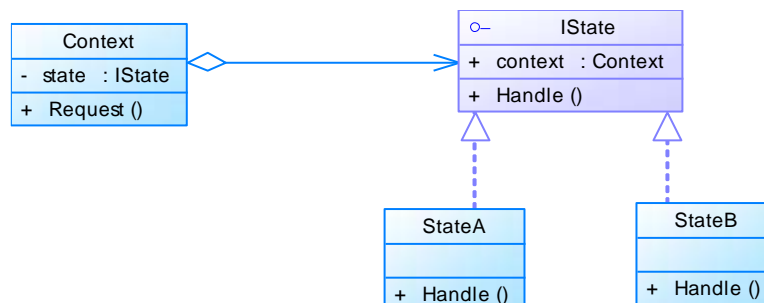 Context
- state : IState
+ Request ()
IState
+ context : Context
+ Handle ()
StateA
+ Handle ()
StateB
+ Handle ()